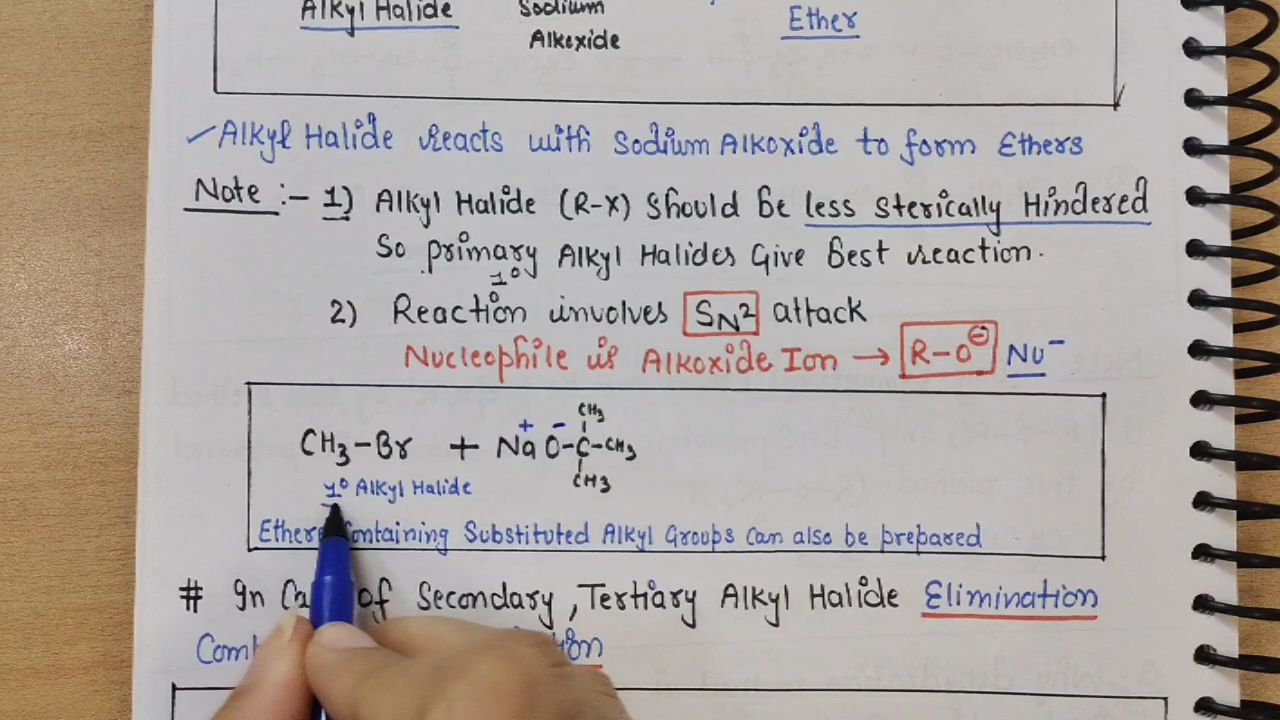 Alkyl Halide Sodium Alkoxide Ether
✓Alkyl Halide reacts with Sodium Alkoxide to form Ethers
Note :- 1) Alkyl Halide (R-X) should be less sterically Hindered
So primary Alkyl Halides Give best reaction.
1°
2) Reaction involves SN2 attack
Nucleophile is Alkoxide Ion → R-O⊖ Nu⁻
CH3
CH3-Br + Na⁺ O⁻-C-CH3
CH3
1° Alkyl Halide
Ethers containing Substituted Alkyl Groups can also be prepared
# In Case of Secondary, Tertiary Alkyl Halide Elimination